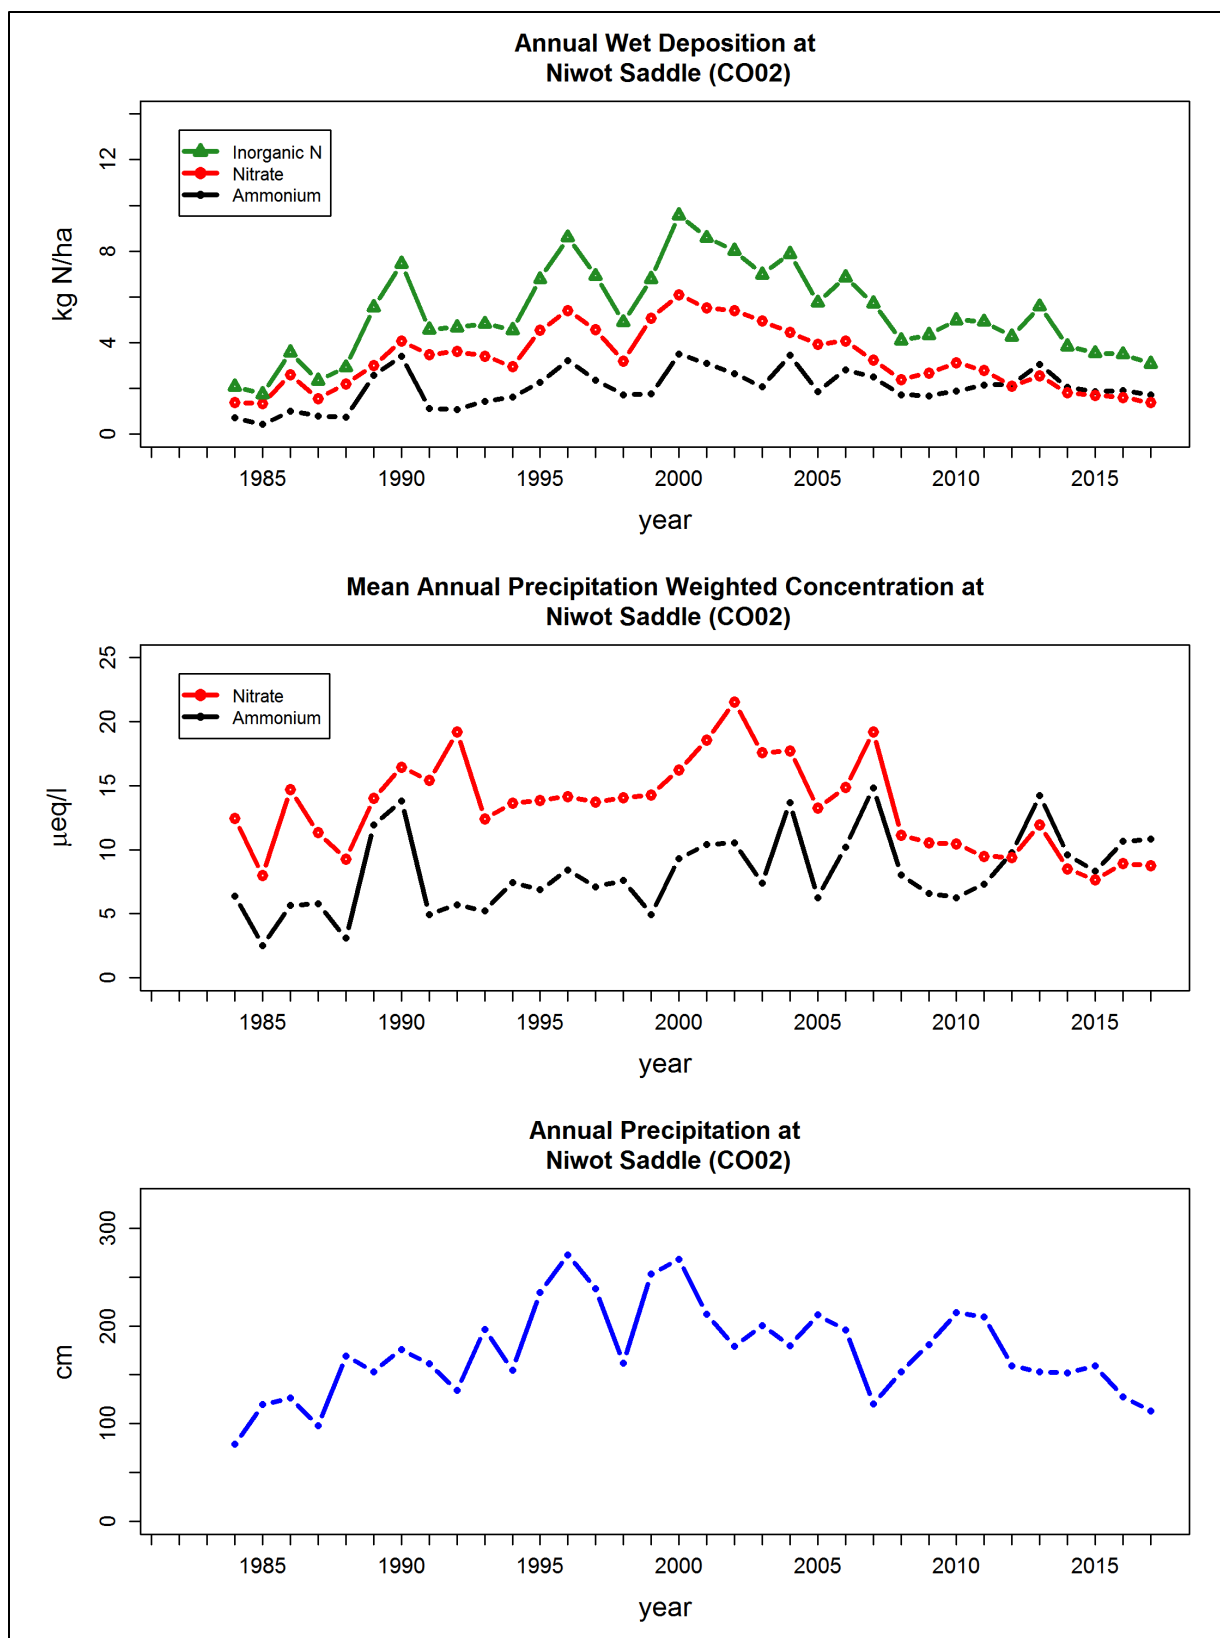 Annual Wet Deposition at
Niwot Saddle (CO02)
Inorganic N
Nitrate
Ammonium
kg N/ha
12
8
4
0
1985 1990 1995 2000 2005 2010 2015
year
Mean Annual Precipitation Weighted Concentration at
Niwot Saddle (CO02)
Nitrate
Ammonium
µeq/l
25
20
15
10
5
0
1985 1990 1995 2000 2005 2010 2015
year
Annual Precipitation at
Niwot Saddle (CO02)
cm
300
200
100
0
1985 1990 1995 2000 2005 2010 2015
year